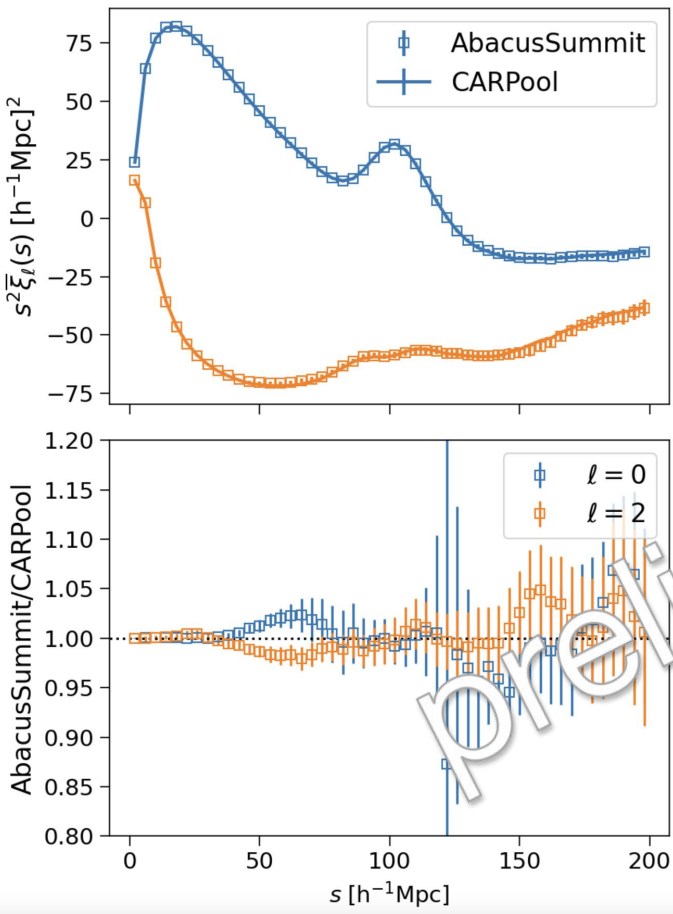 AbacusSummit
CARPool
75
50
25
0
−25
−50
−75
s²ξ̅ℓ(s) [h⁻¹Mpc]²
1.20
1.15
1.10
1.05
1.00
0.95
0.90
0.85
0.80
AbacusSummit/CARPool
ℓ = 0
ℓ = 2
preli
0 50 100 150 200
s [h⁻¹Mpc]